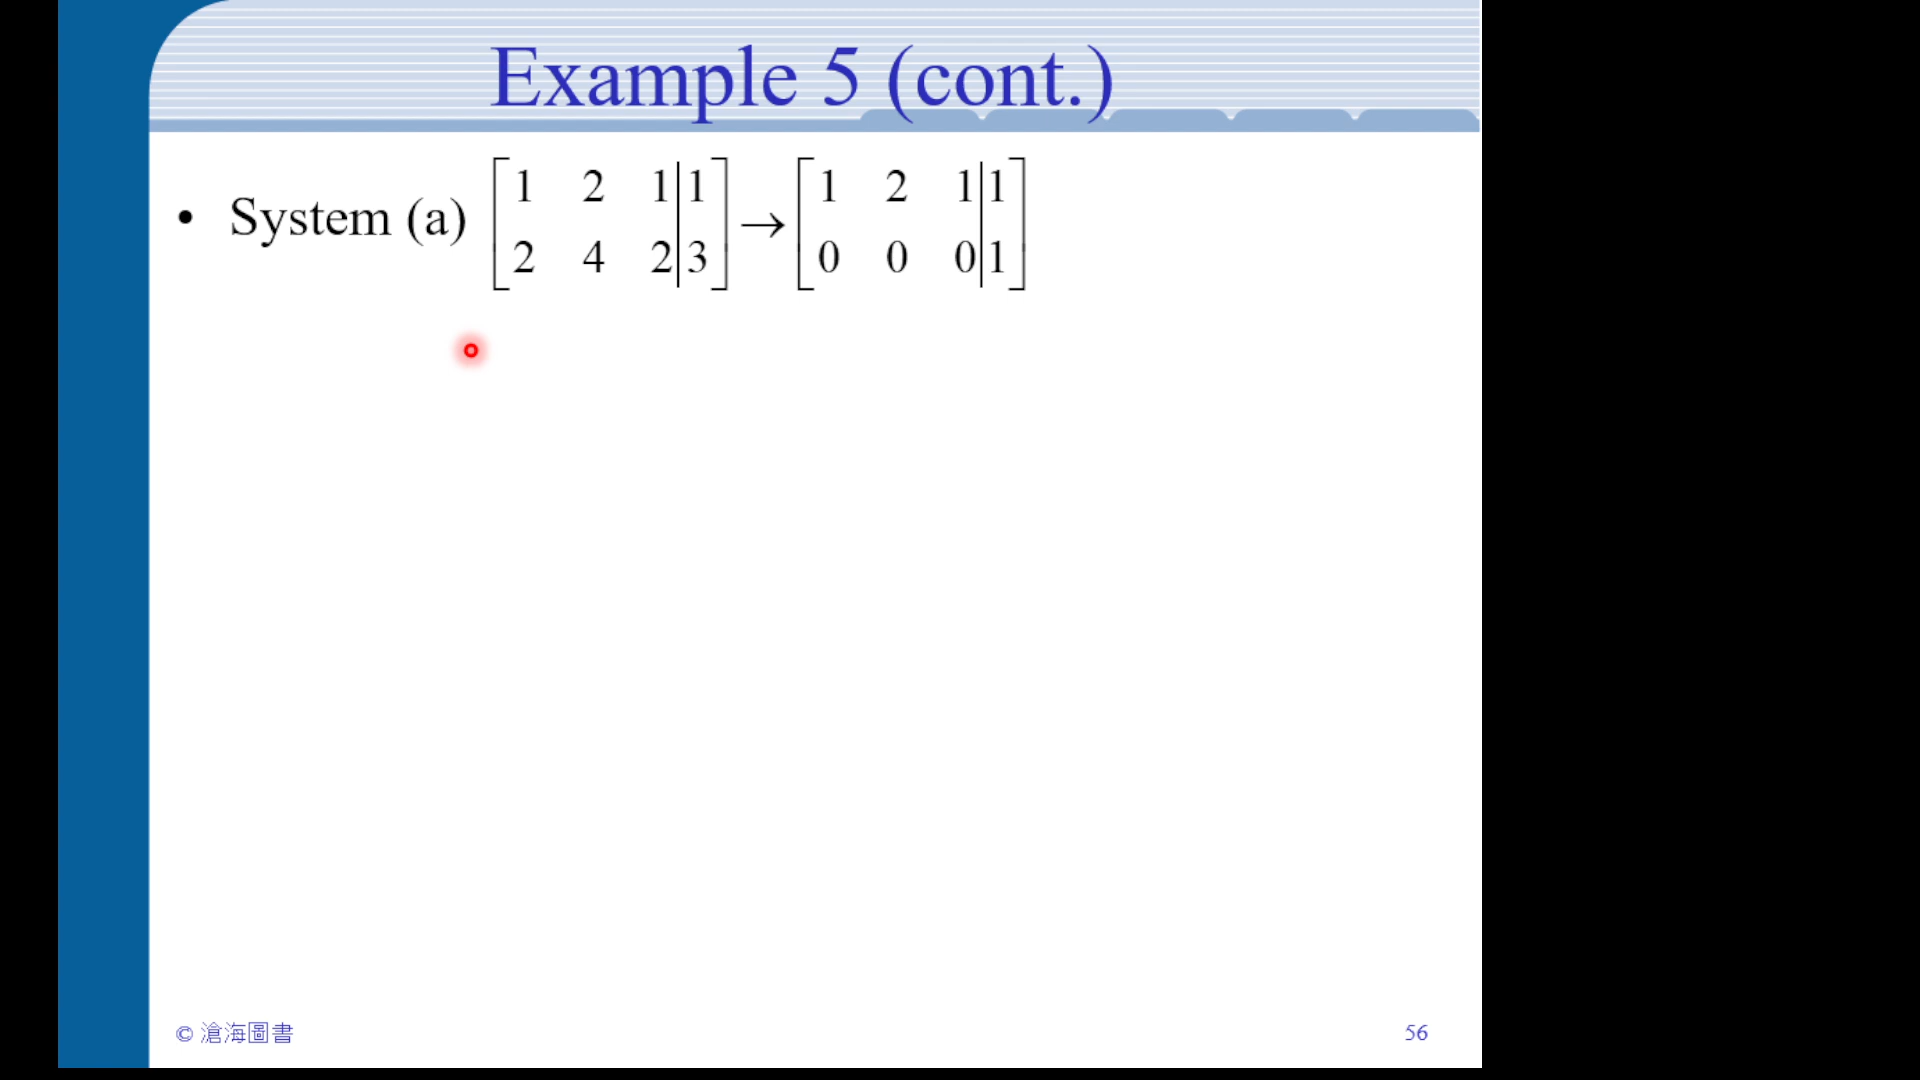 Example 5 (cont.)
• System (a) [1 2 1|1; 2 4 2|3] → [1 2 1|1; 0 0 0|1]
© 滄海圖書
56